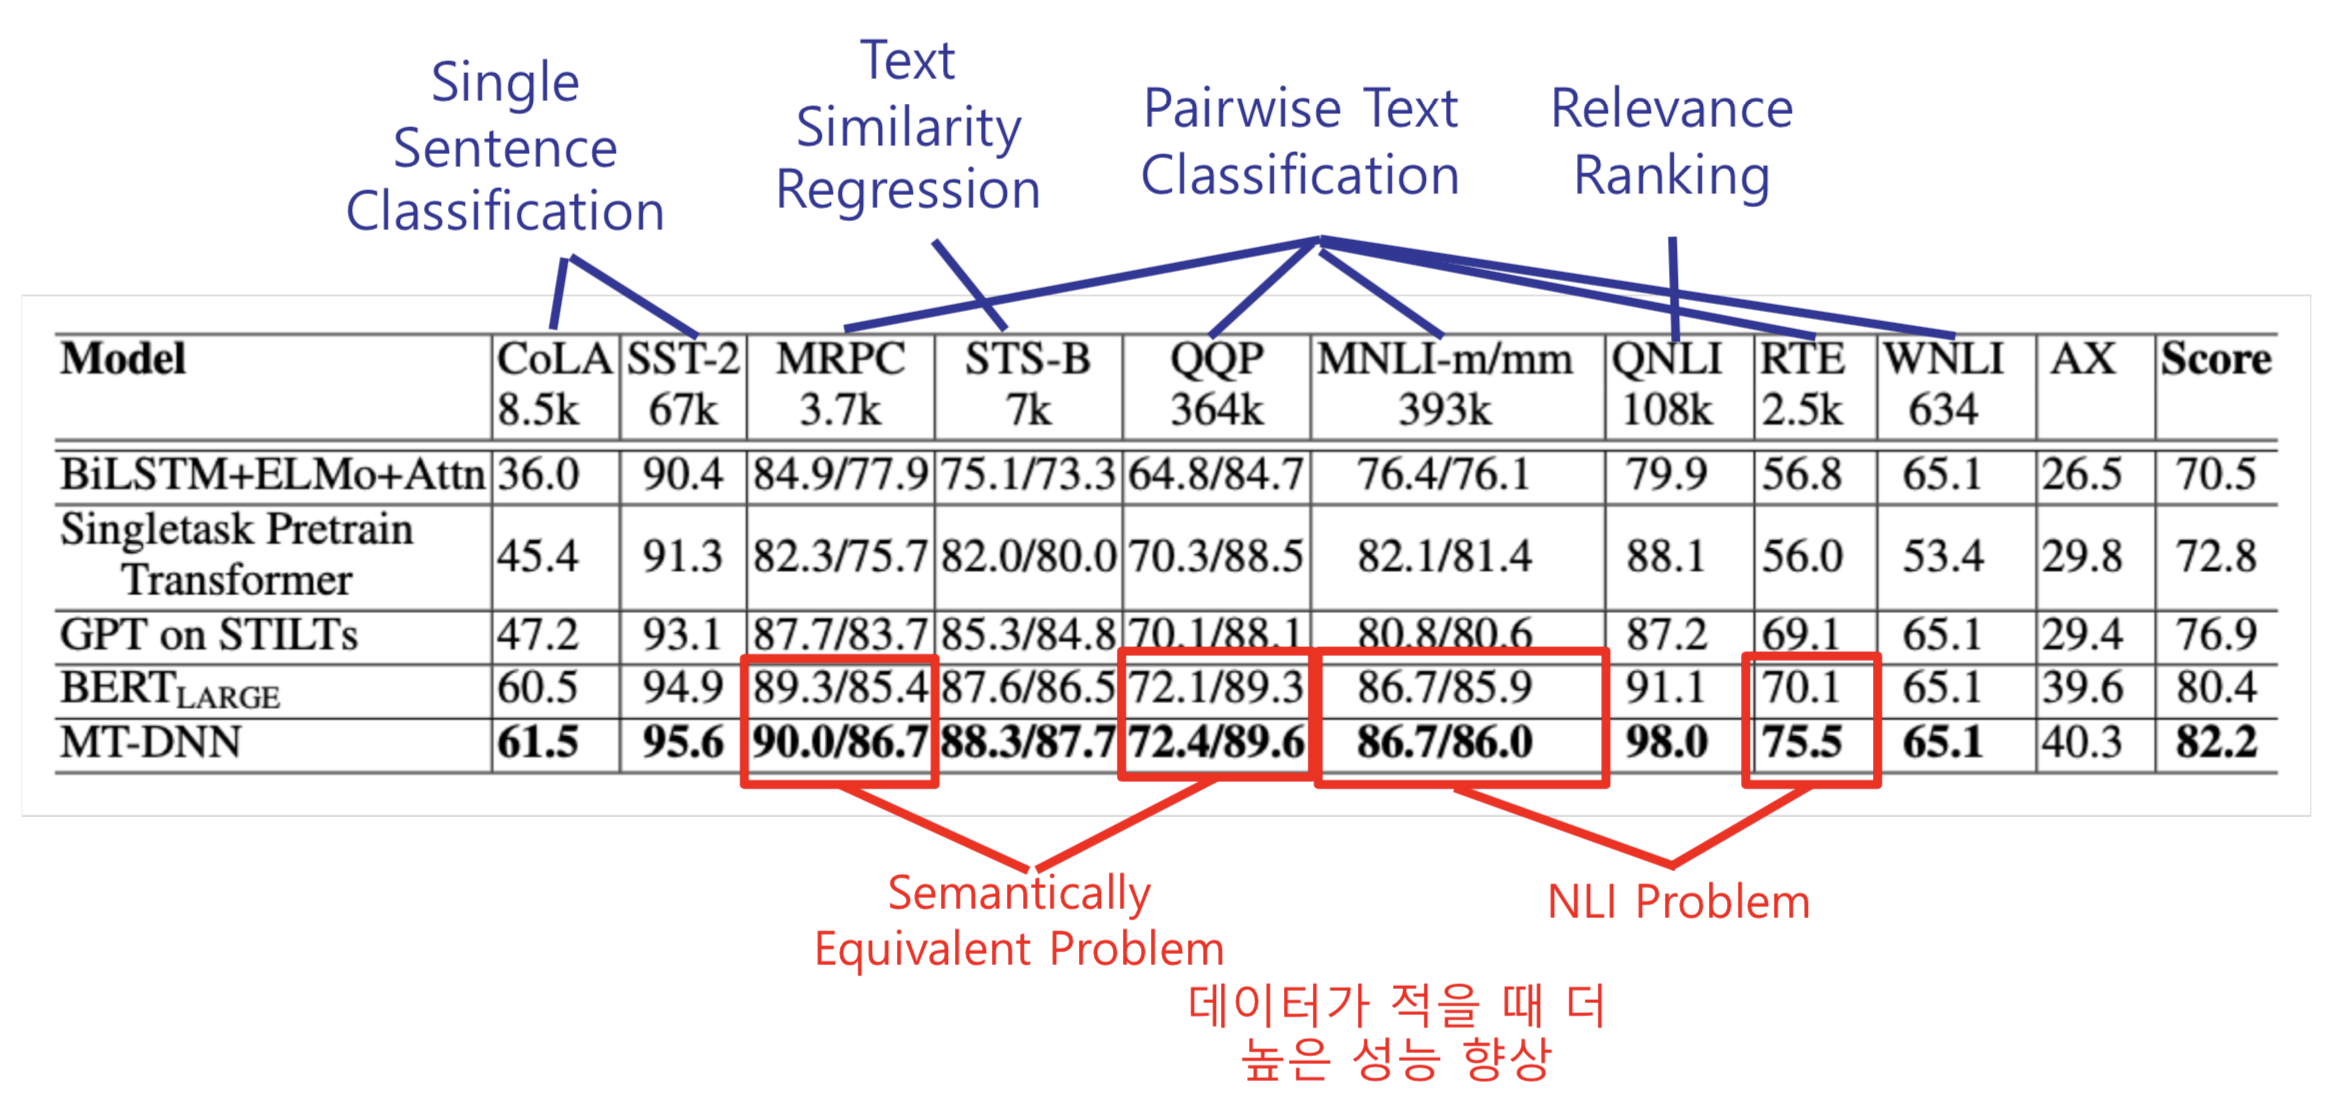 Single
Sentence
Classification
Text
Similarity
Regression
Pairwise Text
Classification
Relevance
Ranking
Model CoLA SST-2 MRPC STS-B QQP MNLI-m/mm QNLI RTE WNLI AX Score
8.5k 67k 3.7k 7k 364k 393k 108k 2.5k 634
BiLSTM+ELMo+Attn 36.0 90.4 84.9/77.9 75.1/73.3 64.8/84.7 76.4/76.1 79.9 56.8 65.1 26.5 70.5
Singletask Pretrain
Transformer 45.4 91.3 82.3/75.7 82.0/80.0 70.3/88.5 82.1/81.4 88.1 56.0 53.4 29.8 72.8
GPT on STILTs 47.2 93.1 87.7/83.7 85.3/84.8 70.1/88.1 80.8/80.6 87.2 69.1 65.1 29.4 76.9
BERTLARGE 60.5 94.9 89.3/85.4 87.6/86.5 72.1/89.3 86.7/85.9 91.1 70.1 65.1 39.6 80.4
MT-DNN 61.5 95.6 90.0/86.7 88.3/87.7 72.4/89.6 86.7/86.0 98.0 75.5 65.1 40.3 82.2
Semantically
Equivalent Problem
NLI Problem
데이터가 적을 때 더
높은 성능 향상